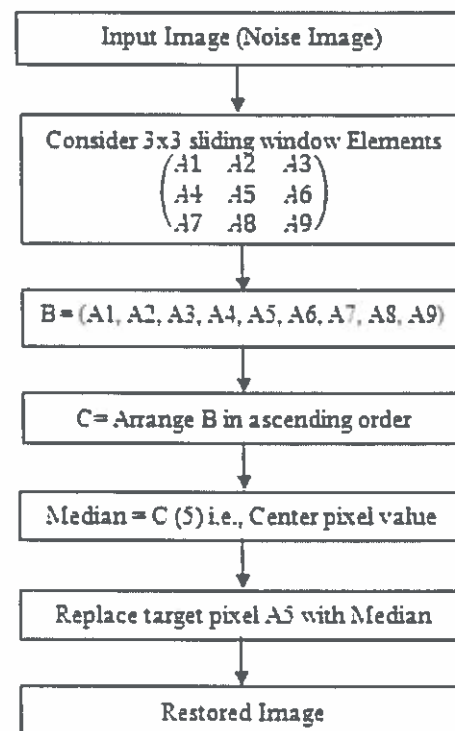 Input Image (Noise Image)
Consider 3x3 sliding window Elements
A1 A2 A3
A4 A5 A6
A7 A8 A9
B = (A1, A2, A3, A4, A5, A6, A7, A8, A9)
C= Arrange B in ascending order
Median = C (5) i.e., Center pixel value
Replace target pixel A5 with Median
Restored Image